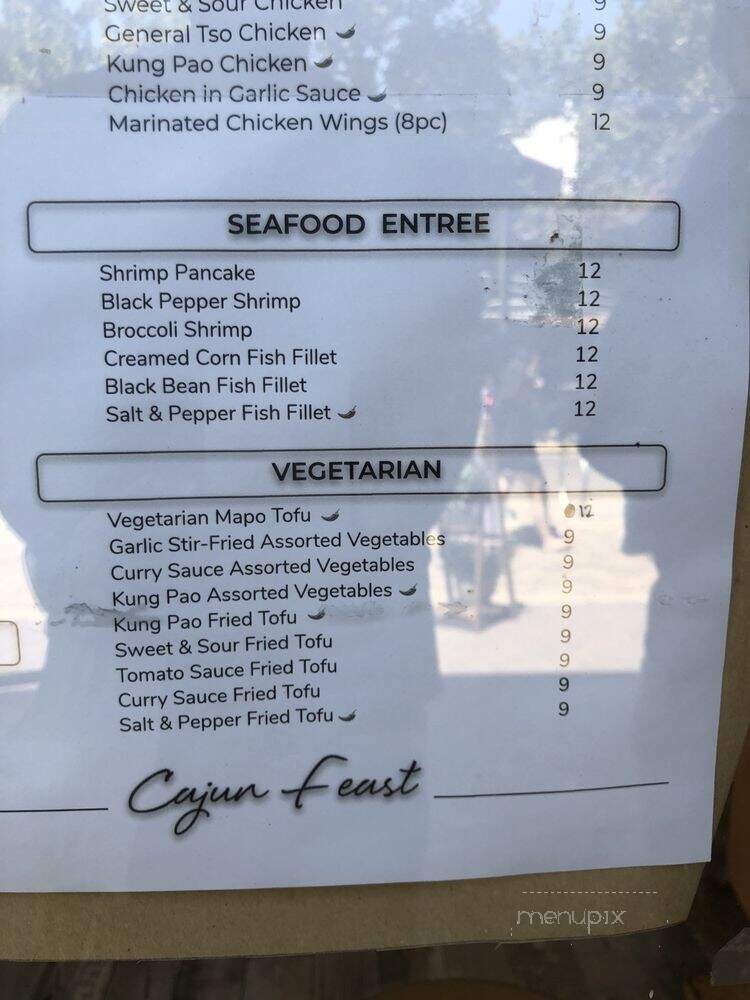 Sweet & Sour Chicken 9
General Tso Chicken 9
Kung Pao Chicken 9
Chicken in Garlic Sauce 9
Marinated Chicken Wings (8pc) 12
SEAFOOD ENTREE
Shrimp Pancake 12
Black Pepper Shrimp 12
Broccoli Shrimp 12
Creamed Corn Fish Fillet 12
Black Bean Fish Fillet 12
Salt & Pepper Fish Fillet 12
VEGETARIAN
Vegetarian Mapo Tofu 12
Garlic Stir-Fried Assorted Vegetables 9
Curry Sauce Assorted Vegetables 9
Kung Pao Assorted Vegetables 9
Kung Pao Fried Tofu 9
Sweet & Sour Fried Tofu 9
Tomato Sauce Fried Tofu 9
Curry Sauce Fried Tofu 9
Salt & Pepper Fried Tofu 9
Cajun Feast
menupix